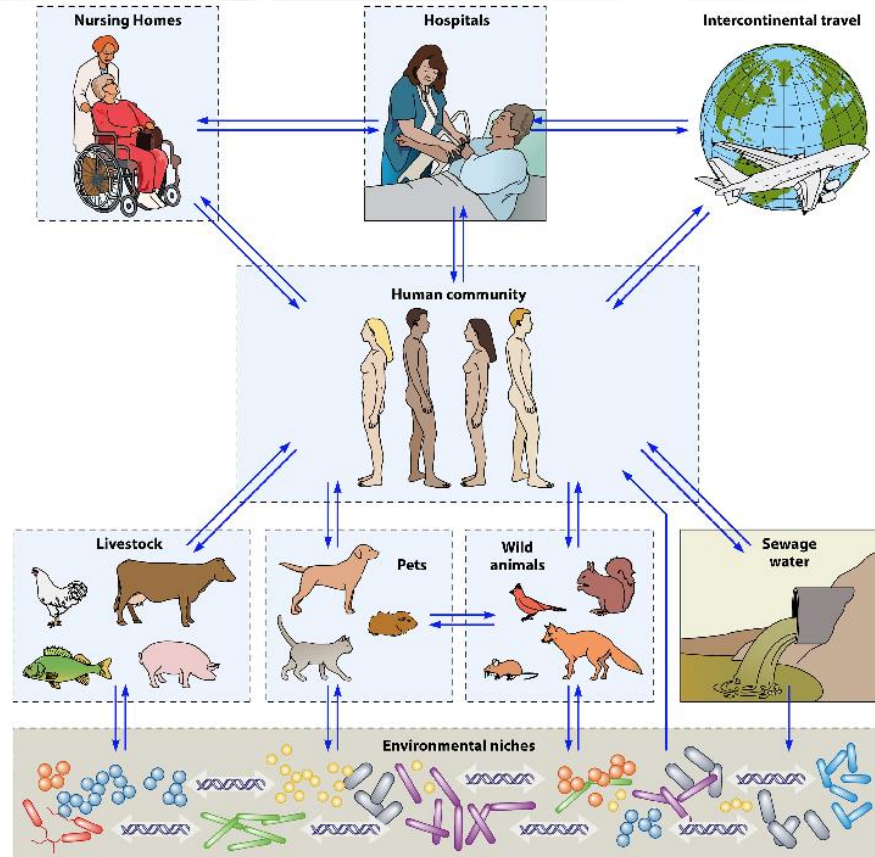 Nursing Homes
Hospitals
Intercontinental travel
Human community
Livestock
Pets
Wild
animals
Sewage
water
Environmental niches